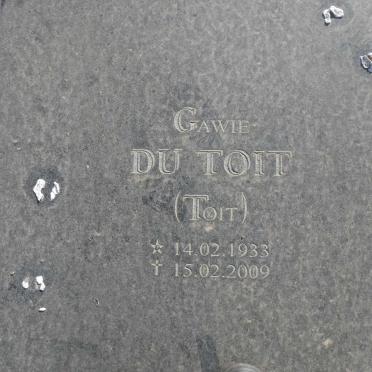 GAWIE
DU TOIT
(TOIT)
☆ 14.02.1933
✝ 15.02.2009